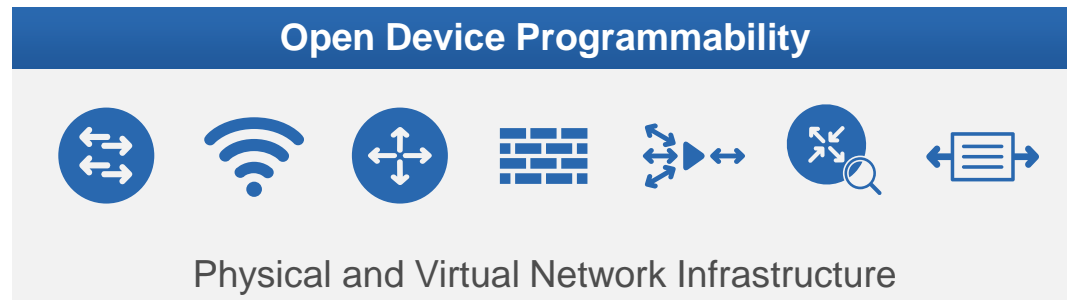 Open Device Programmability
Physical and Virtual Network Infrastructure